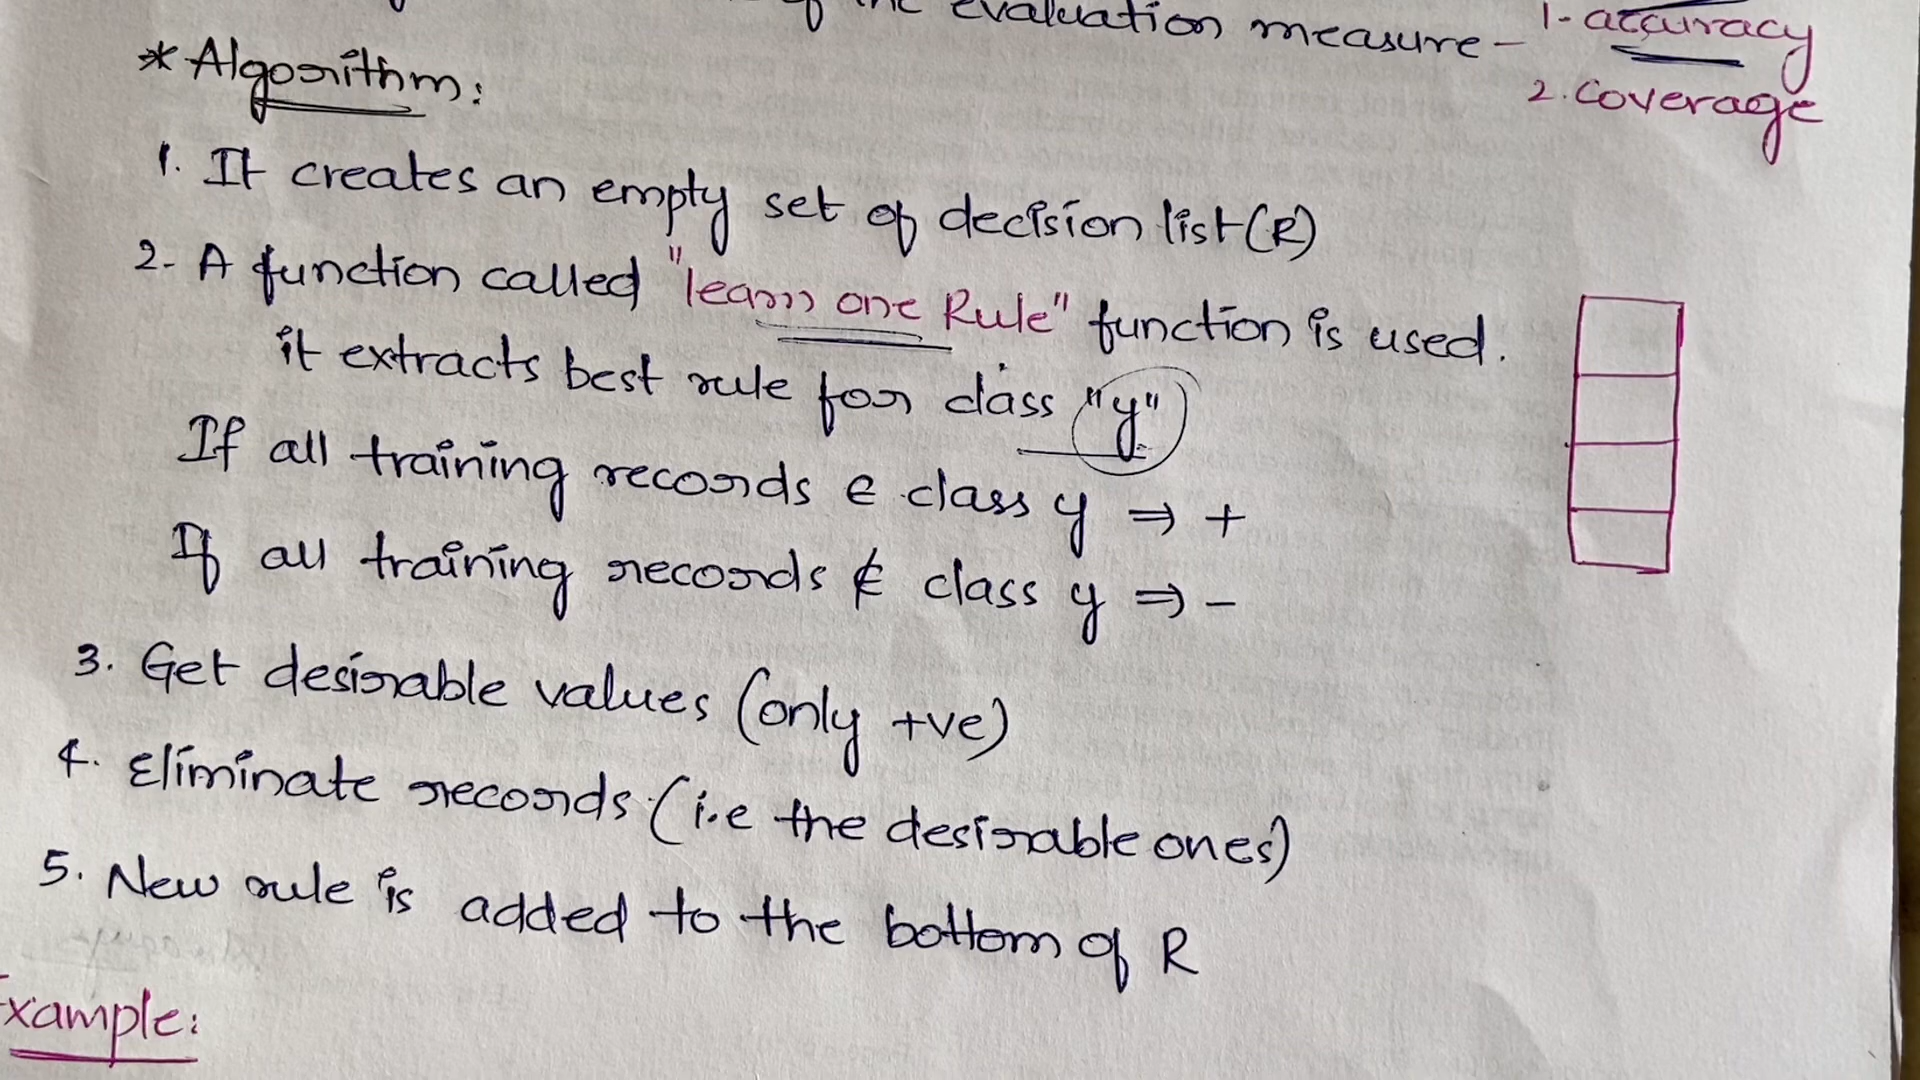 the evaluation measure - 1. accuracy
2. Coverage
* Algorithm:
1. It creates an empty set of decision list (R)
2. A function called "learn one Rule" function is used.
it extracts best rule for class "y"
If all training records ∈ class y ⇒ +
If all training records ∉ class y ⇒ -
3. Get desirable values (only +ve)
4. Eliminate records (i.e the desirable ones)
5. New rule is added to the bottom of R
Example: